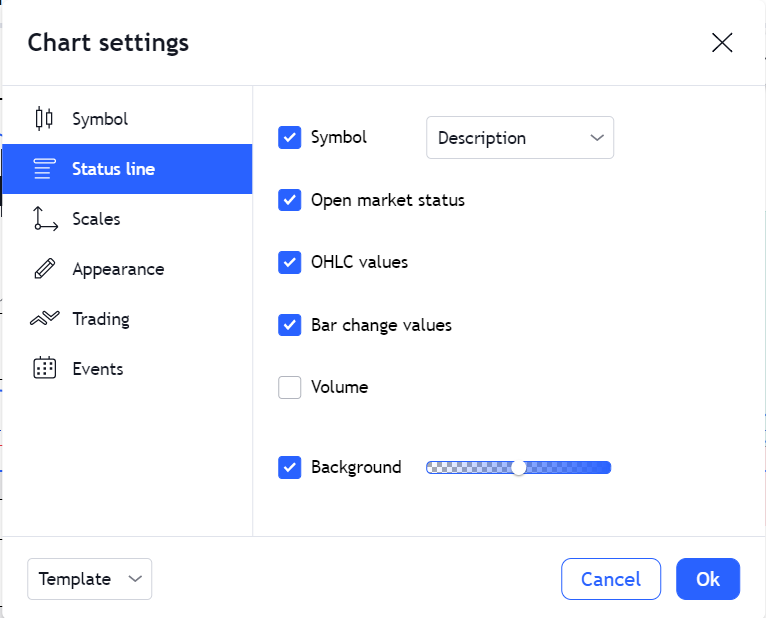 Chart settings
Symbol
Status line
Scales
Appearance
Trading
Events
Symbol Description
Open market status
OHLC values
Bar change values
Volume
Background
Template Cancel Ok